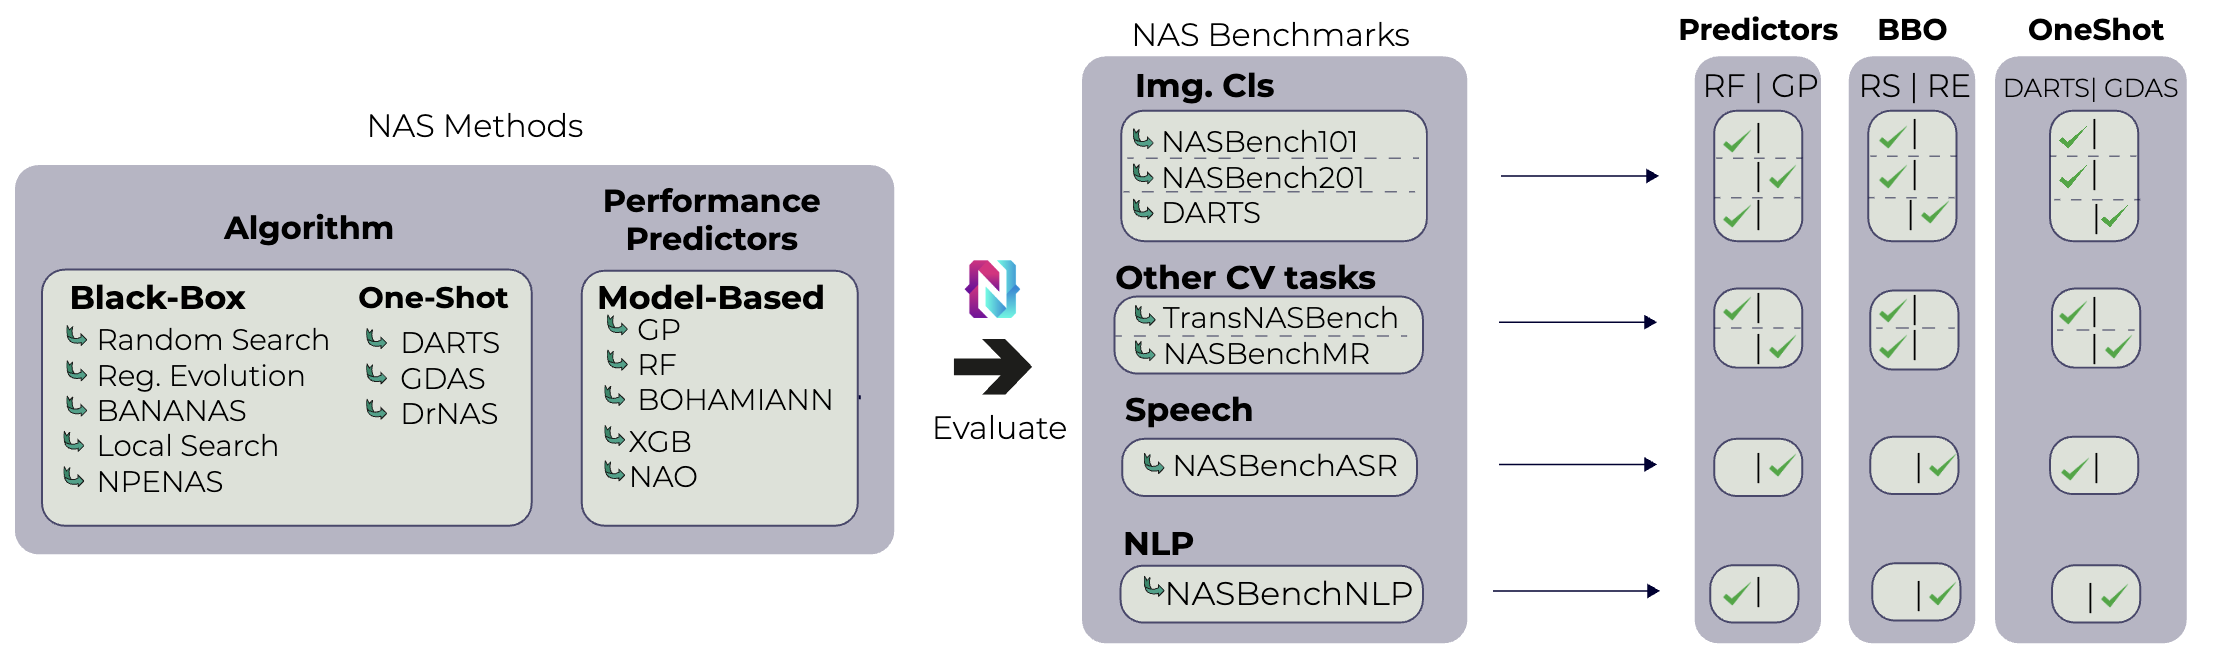 NAS Methods
Algorithm
Performance
Predictors
Black-Box
Random Search
Reg. Evolution
BANANAS
Local Search
NPENAS
One-Shot
DARTS
GDAS
DrNAS
Model-Based
GP
RF
BOHAMIANN
XGB
NAO
N
Evaluate
NAS Benchmarks
Img. Cls
NASBench101
NASBench201
DARTS
Other CV tasks
TransNASBench
NASBenchMR
Speech
NASBenchASR
NLP
NASBenchNLP
Predictors
RF | GP
BBO
RS | RE
OneShot
DARTS| GDAS